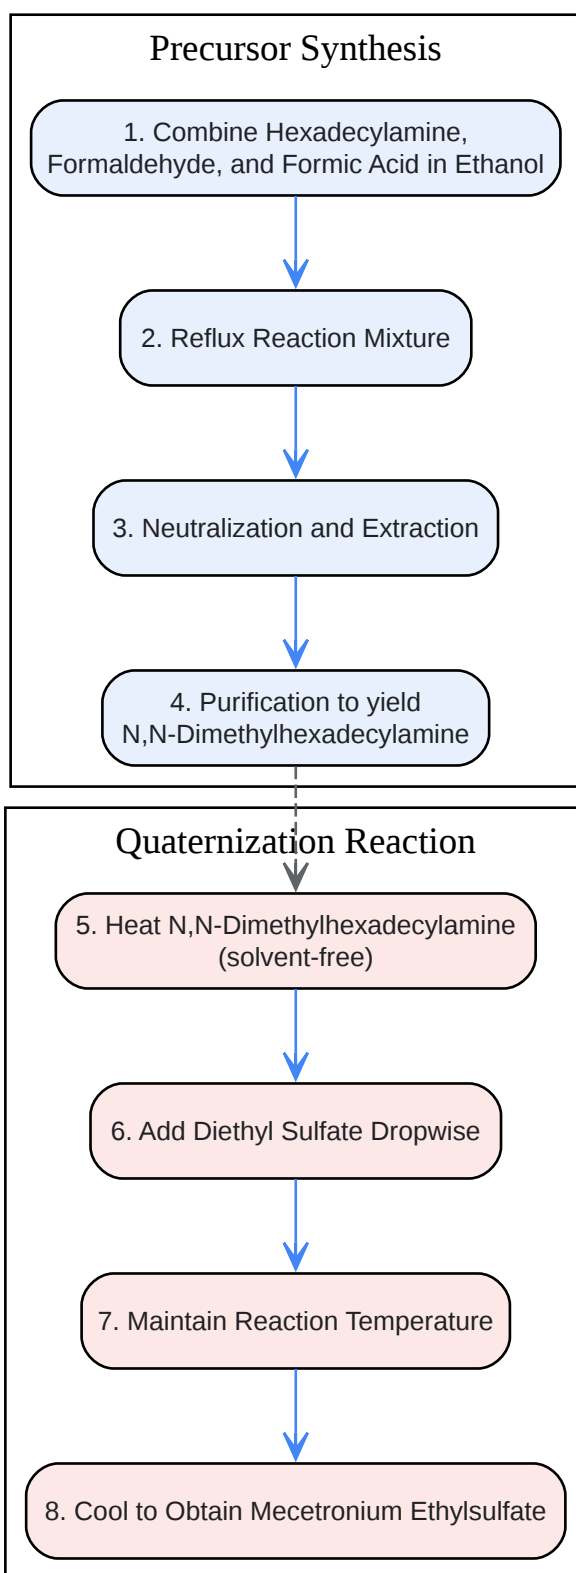 Precursor Synthesis
1. Combine Hexadecylamine,
Formaldehyde, and Formic Acid in Ethanol
2. Reflux Reaction Mixture
3. Neutralization and Extraction
4. Purification to yield
N,N-Dimethylhexadecylamine
Quaternization Reaction
5. Heat N,N-Dimethylhexadecylamine
(solvent-free)
6. Add Diethyl Sulfate Dropwise
7. Maintain Reaction Temperature
8. Cool to Obtain Mecetronium Ethylsulfate